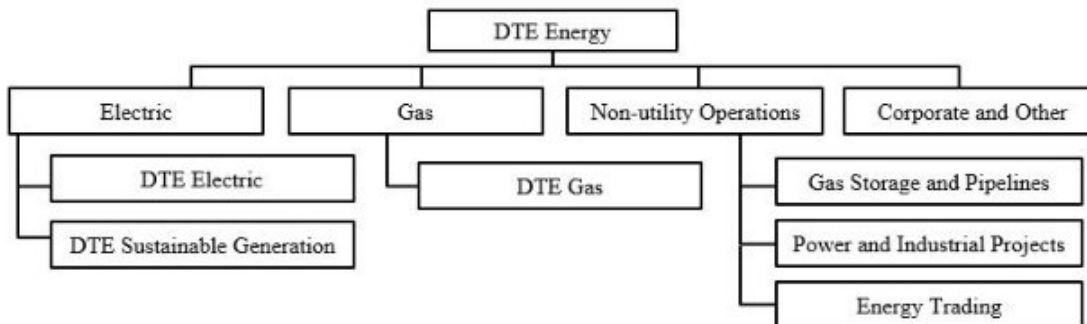 DTE Energy
Electric
Gas
Non-utility Operations
Corporate and Other
DTE Electric
DTE Gas
Gas Storage and Pipelines
DTE Sustainable Generation
Power and Industrial Projects
Energy Trading